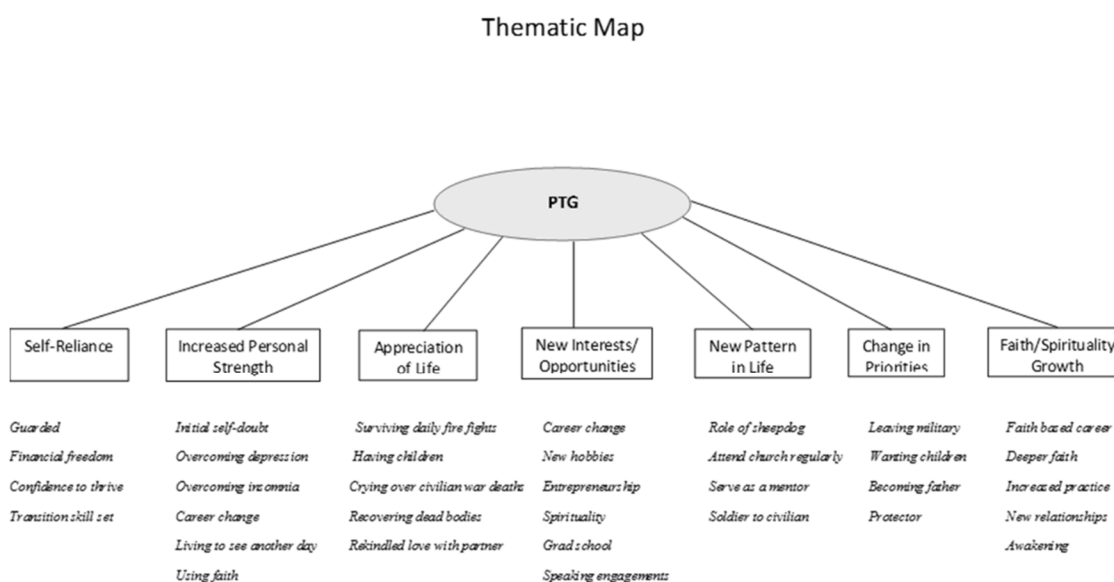 Thematic Map
PTG
Self-Reliance
Increased Personal
Strength
Appreciation
of Life
New Interests/
Opportunities
New Pattern
in Life
Change in
Priorities
Faith/Spirituality
Growth
Guarded
Financial freedom
Confidence to thrive
Transition skill set
Initial self-doubt
Overcoming depression
Overcoming insomnia
Career change
Living to see another day
Using faith
Surviving daily fire fights
Having children
Crying over civilian war deaths
Recovering dead bodies
Rekindled love with partner
Career change
New hobbies
Entrepreneurship
Spirituality
Grad school
Speaking engagements
Role of sheepdog
Attend church regularly
Serve as a mentor
Soldier to civilian
Leaving military
Wanting children
Becoming father
Protector
Faith based career
Deeper faith
Increased practice
New relationships
Awakening